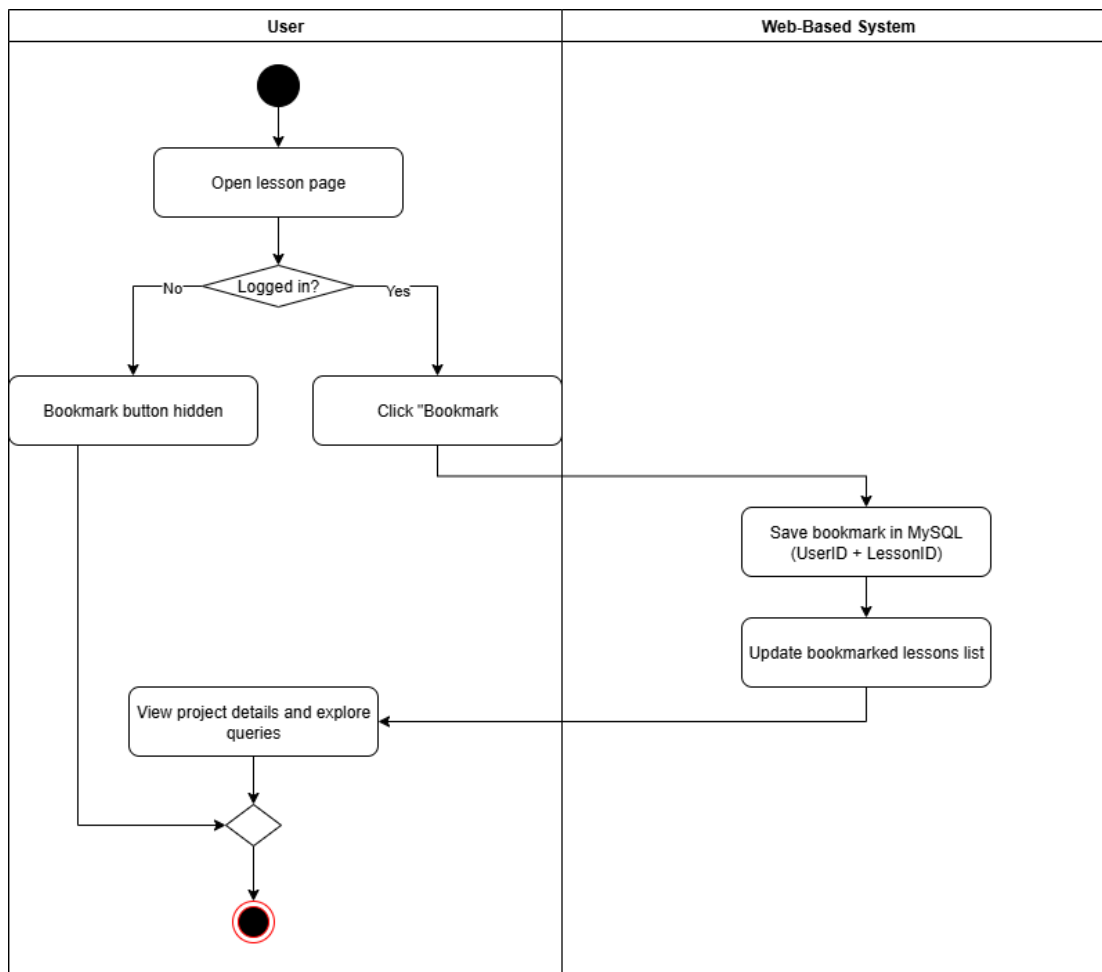 User
Web-Based System
Open lesson page
Logged in?
No
Yes
Bookmark button hidden
Click "Bookmark
Save bookmark in MySQL
(UserID + LessonID)
Update bookmarked lessons list
View project details and explore
queries